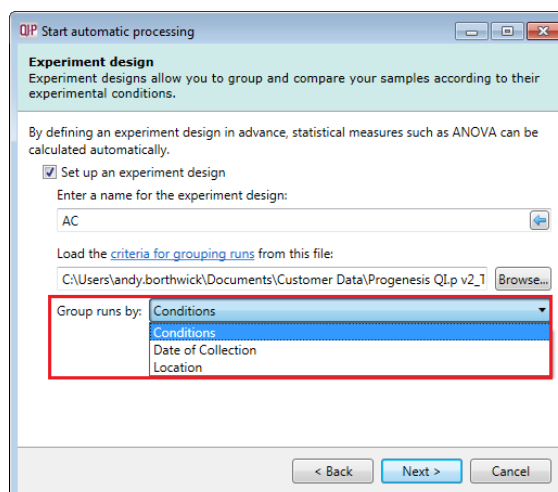 QIP Start automatic processing
Experiment design
Experiment designs allow you to group and compare your samples according to their
experimental conditions.
By defining an experiment design in advance, statistical measures such as ANOVA can be
calculated automatically.
Set up an experiment design
Enter a name for the experiment design:
AC
Load the criteria for grouping runs from this file:
C:\Users\andy.borthwick\Documents\Customer Data\Progenesis QI.p v2_T Browse...
Group runs by: Conditions
Conditions
Date of Collection
Location
< Back Next > Cancel